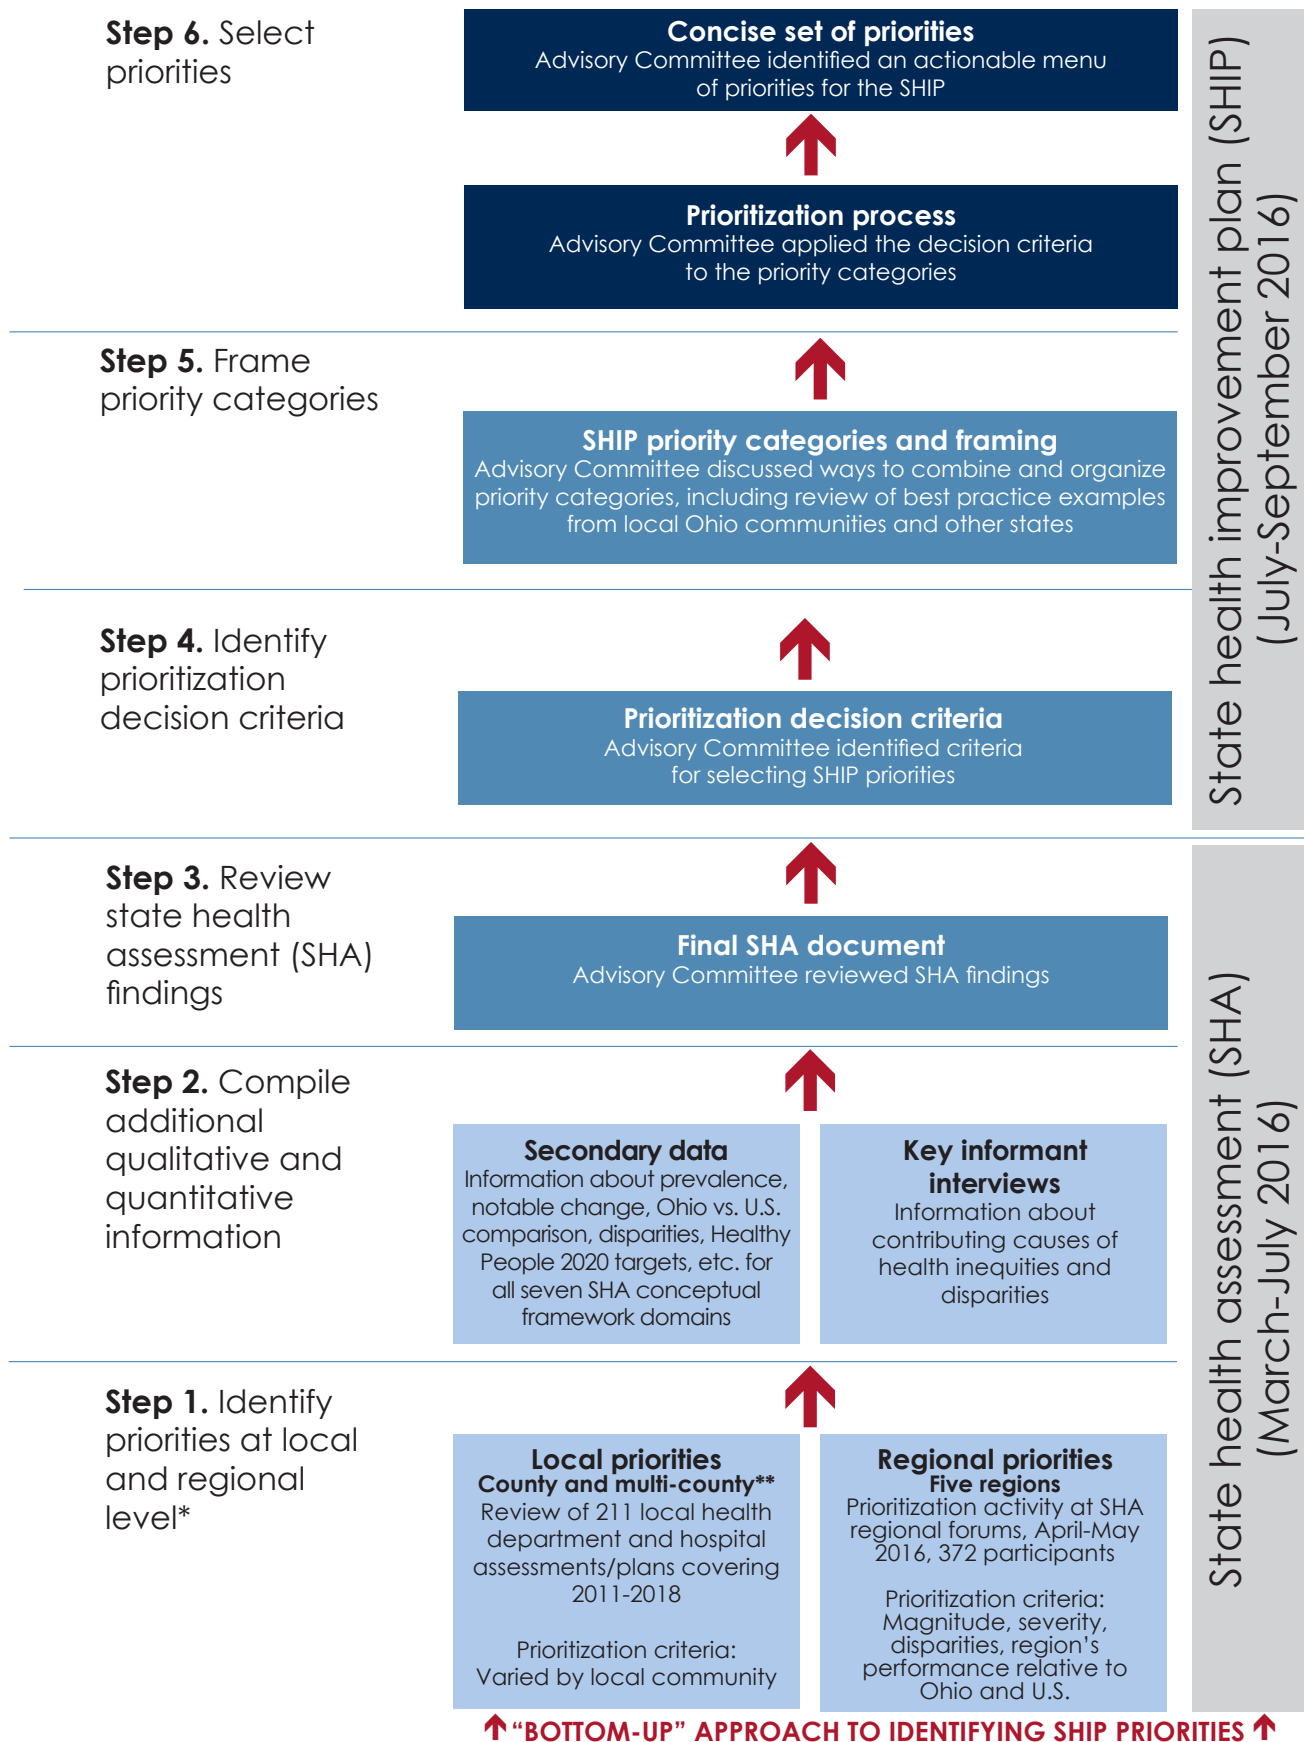 Step 6. Select
priorities
Concise set of priorities
Advisory Committee identified an actionable menu
of priorities for the SHIP
Prioritization process
Advisory Committee applied the decision criteria
to the priority categories
Step 5. Frame
priority categories
SHIP priority categories and framing
Advisory Committee discussed ways to combine and organize
priority categories, including review of best practice examples
from local Ohio communities and other states
Step 4. Identify
prioritization
decision criteria
Prioritization decision criteria
Advisory Committee identified criteria
for selecting SHIP priorities
State health improvement plan (SHIP)
(July-September 2016)
Step 3. Review
state health
assessment (SHA)
findings
Final SHA document
Advisory Committee reviewed SHA findings
Step 2. Compile
additional
qualitative and
quantitative
information
Secondary data
Information about prevalence,
notable change, Ohio vs. U.S.
comparison, disparities, Healthy
People 2020 targets, etc. for
all seven SHA conceptual
framework domains
Key informant
interviews
Information about
contributing causes of
health inequities and
disparities
Step 1. Identify
priorities at local
and regional
level*
Local priorities
County and multi-county**
Review of 211 local health
department and hospital
assessments/plans covering
2011-2018
Prioritization criteria:
Varied by local community
Regional priorities
Five regions
Prioritization activity at SHA
regional forums, April-May
2016, 372 participants
Prioritization criteria:
Magnitude, severity,
disparities, region's
performance relative to
Ohio and U.S.
State health assessment (SHA)
(March-July 2016)
"BOTTOM-UP" APPROACH TO IDENTIFYING SHIP PRIORITIES